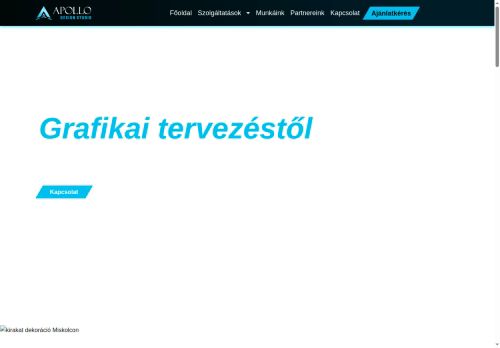 APOLLO
DESIGN STUDIO
Főoldal Szolgáltatások Munkáink Partnereink Kapcsolat Ajánlatkérés
Grafikai tervezéstől
Kapcsolat
kirakat dekoráció Miskolcon